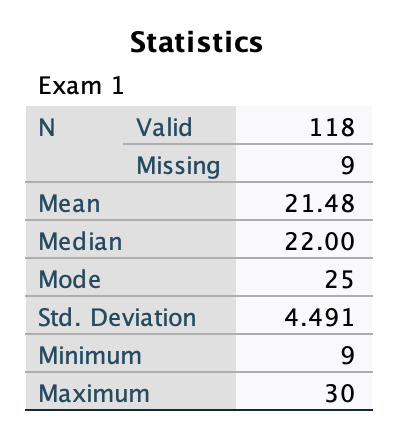 Statistics
Exam 1
N Valid 118
Missing 9
Mean 21.48
Median 22.00
Mode 25
Std. Deviation 4.491
Minimum 9
Maximum 30